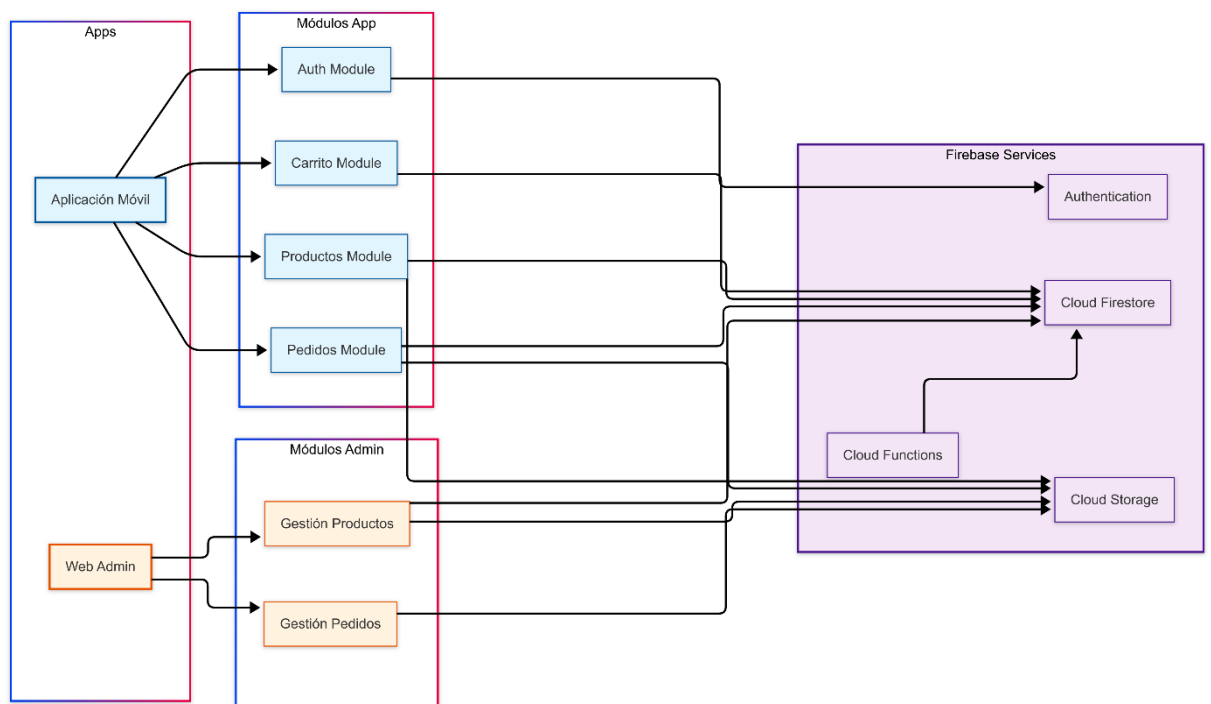 Apps
Aplicación Móvil
Web Admin
Módulos App
Auth Module
Carrito Module
Productos Module
Pedidos Module
Módulos Admin
Gestión Productos
Gestión Pedidos
Firebase Services
Authentication
Cloud Firestore
Cloud Functions
Cloud Storage